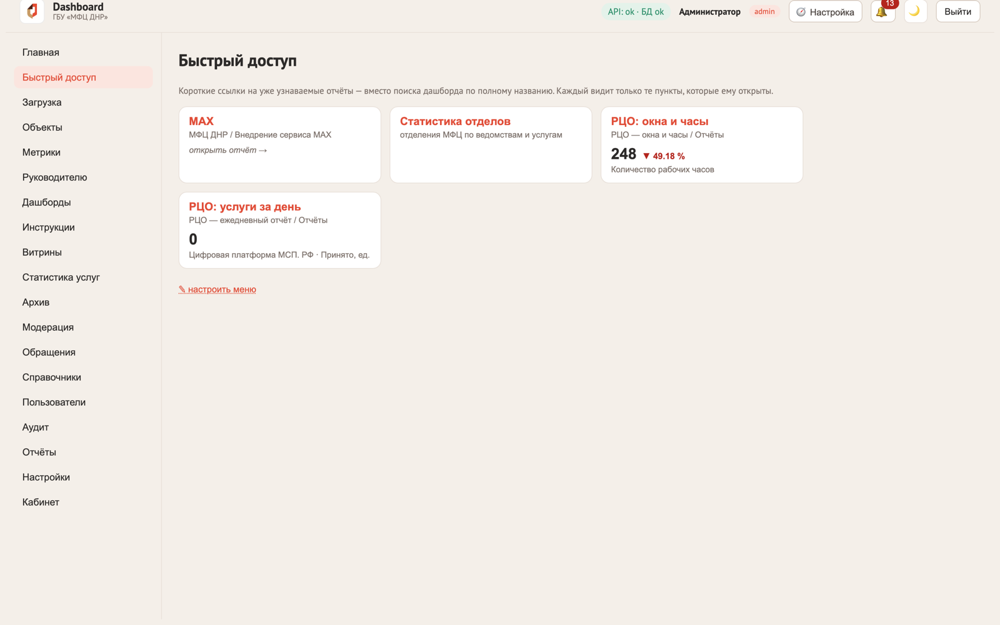 Dashboard
ГБУ «МФЦ ДНР»
API: ok · БД ok
Администратор
admin
Настройка
13
Выйти
Главная
Быстрый доступ
Загрузка
Объекты
Метрики
Руководителю
Дашборды
Инструкции
Витрины
Статистика услуг
Архив
Модерация
Обращения
Справочники
Пользователи
Аудит
Отчёты
Настройки
Кабинет
Быстрый доступ
Короткие ссылки на уже узнаваемые отчёты — вместо поиска дашборда по полному названию. Каждый видит только те пункты, которые ему открыты.
MAX
МФЦ ДНР / Внедрение сервиса MAX
открыть отчёт →
Статистика отделов
отделения МФЦ по ведомствам и услугам
РЦО: окна и часы
РЦО — окна и часы / Отчёты
248 ▼ 49.18 %
Количество рабочих часов
РЦО: услуги за день
РЦО — ежедневный отчёт / Отчёты
0
Цифровая платформа МСП. РФ · Принято, ед.
✎ настроить меню